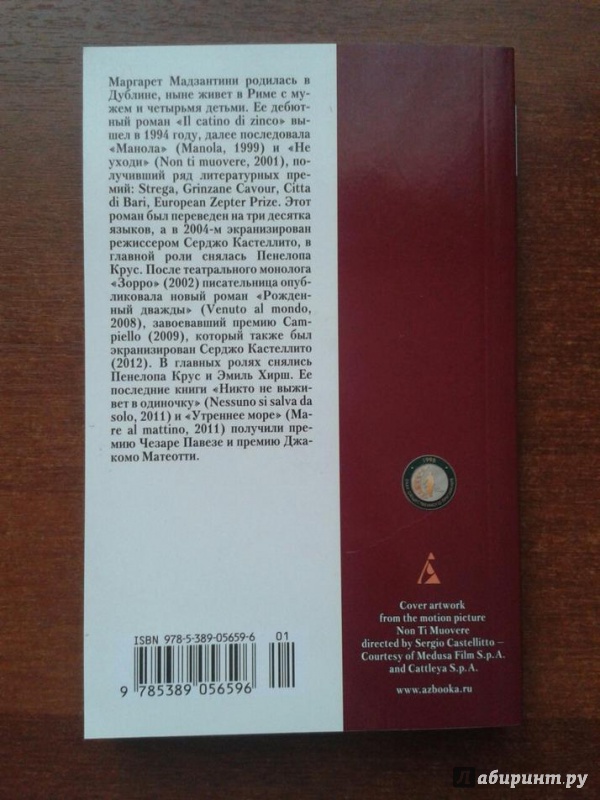 Маргарет Мадзантини родилась в
Дублине, ныне живет в Риме с му-
жем и четырьмя детьми. Ее дебют-
ный роман «Il catino di zinco» вы-
шел в 1994 году, далее последовала
«Манола» (Manola, 1999) и «Не
уходи» (Non ti muovere, 2001), по-
лучивший ряд литературных пре-
мий: Strega, Grinzane Cavour, Citta
di Bari, European Zepter Prize. Этот
роман был переведен на три десятка
языков, а в 2004-м экранизирован
режиссером Серджо Кастеллито, в
главной роли снялась Пенелопа
Крус. После театрального монолога
«Зорро» (2002) писательница опуб-
ликовала новый роман «Рожден-
ный дважды» (Venuto al mondo,
2008), завоевавший премию Cam-
piello (2009), который также был
экранизирован Серджо Кастеллито
(2012). В главных ролях снялись
Пенелопа Крус и Эмиль Хирш. Ее
последние книги «Никто не выжи-
вет в одиночку» (Nessuno si salva da
solo, 2011) и «Утреннее море» (Ma-
re al mattino, 2011) получили пре-
мию Чезаре Павезе и премию Джа-
комо Матеотти.
ISBN 978-5-389-05659-6
01
9 785389 056596
1995
Cover artwork
from the motion picture
Non Ti Muovere
directed by Sergio Castellitto –
Courtesy of Medusa Film S.p.A.
and Cattleya S.p.A.
www.azbooka.ru
Лабиринт.ру